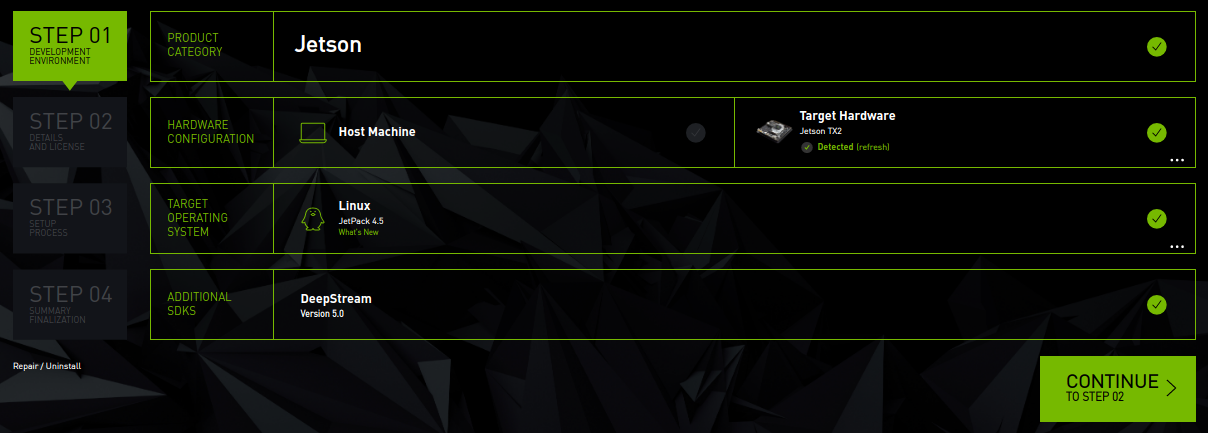 STEP 01
DEVELOPMENT
ENVIRONMENT
STEP 02
DETAILS
AND LICENSE
STEP 03
SETUP
PROCESS
STEP 04
SUMMARY
FINALIZATION
Repair / Uninstall
PRODUCT
CATEGORY
Jetson
HARDWARE
CONFIGURATION
Host Machine
Target Hardware
Jetson TX2
Detected (refresh)
...
TARGET
OPERATING
SYSTEM
Linux
JetPack 4.5
What's New
...
ADDITIONAL
SDKS
DeepStream
Version 5.0
CONTINUE
TO STEP 02